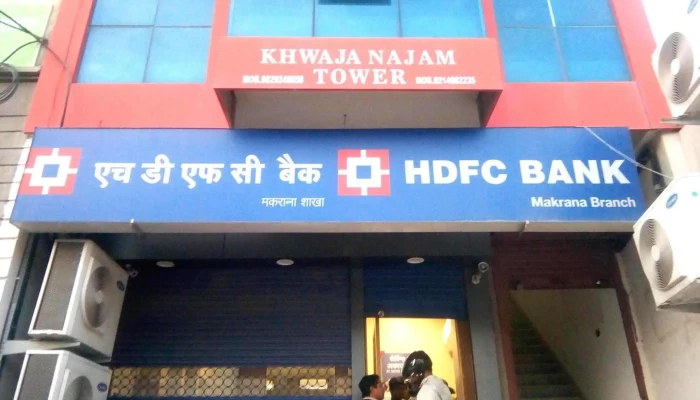 KHWAJA NAJAM
TOWER
एच डी एफ सी बैंक
HDFC BANK
मकराना शाखा
Makrana Branch